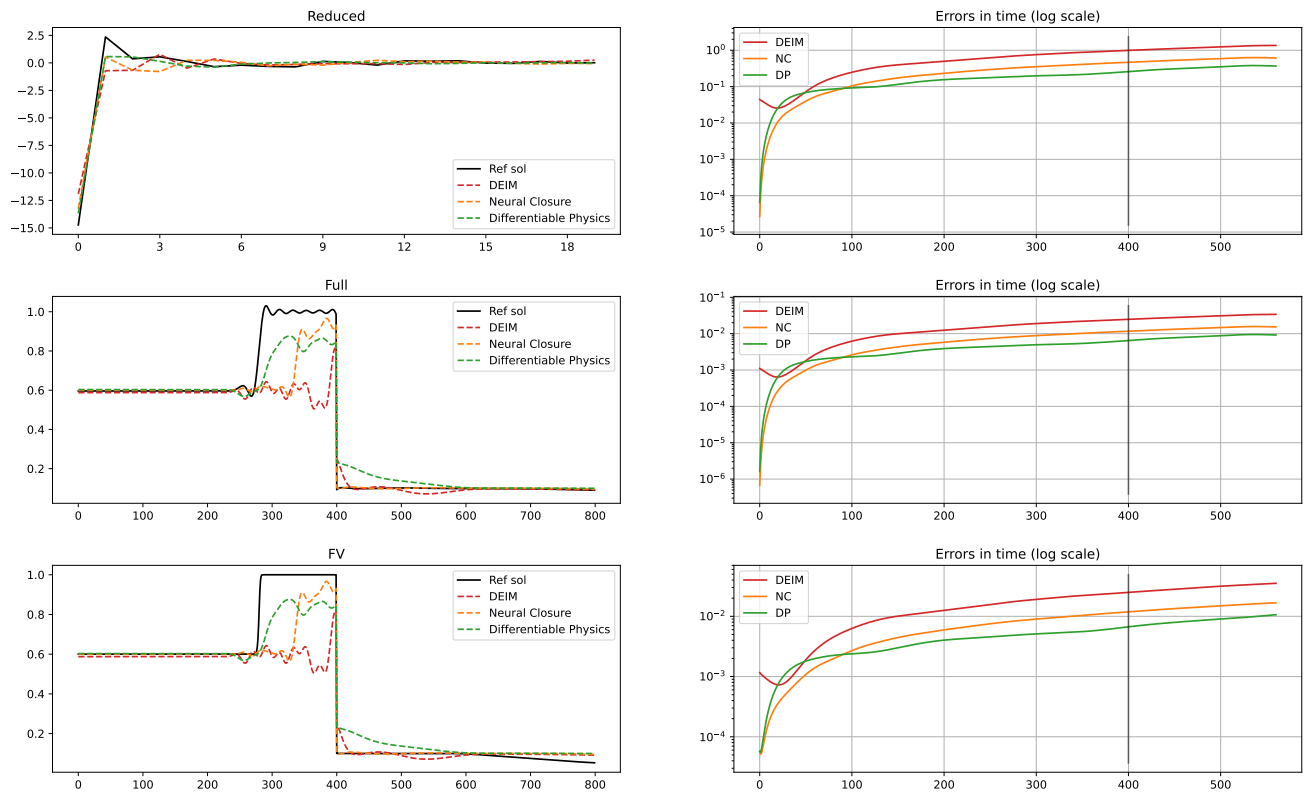 Reduced
2.5
0.0
−2.5
−5.0
−7.5
−10.0
−12.5
−15.0
0 3 6 9 12 15 18
Ref sol
DEIM
Neural Closure
Differentiable Physics
Errors in time (log scale)
10^0
10^−1
10^−2
10^−3
10^−4
10^−5
0 100 200 300 400 500
DEIM
NC
DP
Full
1.0
0.8
0.6
0.4
0.2
0 100 200 300 400 500 600 700 800
Ref sol
DEIM
Neural Closure
Differentiable Physics
Errors in time (log scale)
10^−1
10^−2
10^−3
10^−4
10^−5
10^−6
0 100 200 300 400 500
DEIM
NC
DP
FV
1.0
0.8
0.6
0.4
0.2
0 100 200 300 400 500 600 700 800
Ref sol
DEIM
Neural Closure
Differentiable Physics
Errors in time (log scale)
10^−2
10^−3
10^−4
0 100 200 300 400 500
DEIM
NC
DP